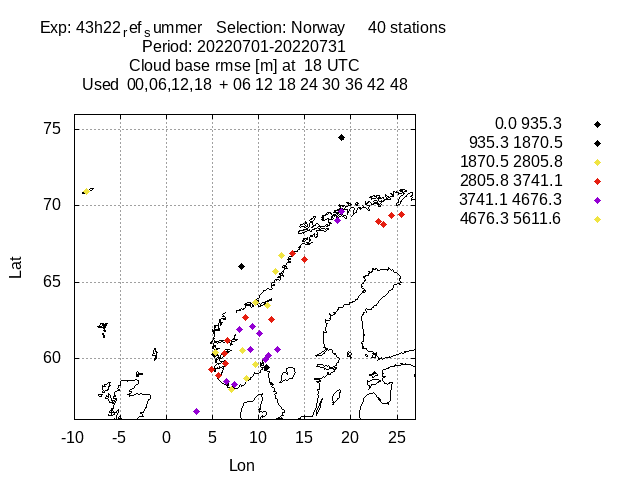 Exp: 43h22refsummer Selection: Norway 40 stations
Period: 20220701-20220731
Cloud base rmse [m] at 18 UTC
Used 00,06,12,18 + 06 12 18 24 30 36 42 48
0.0 935.3
935.3 1870.5
1870.5 2805.8
2805.8 3741.1
3741.1 4676.3
4676.3 5611.6
75
70
65
60
Lat
-10 -5 0 5 10 15 20 25
Lon